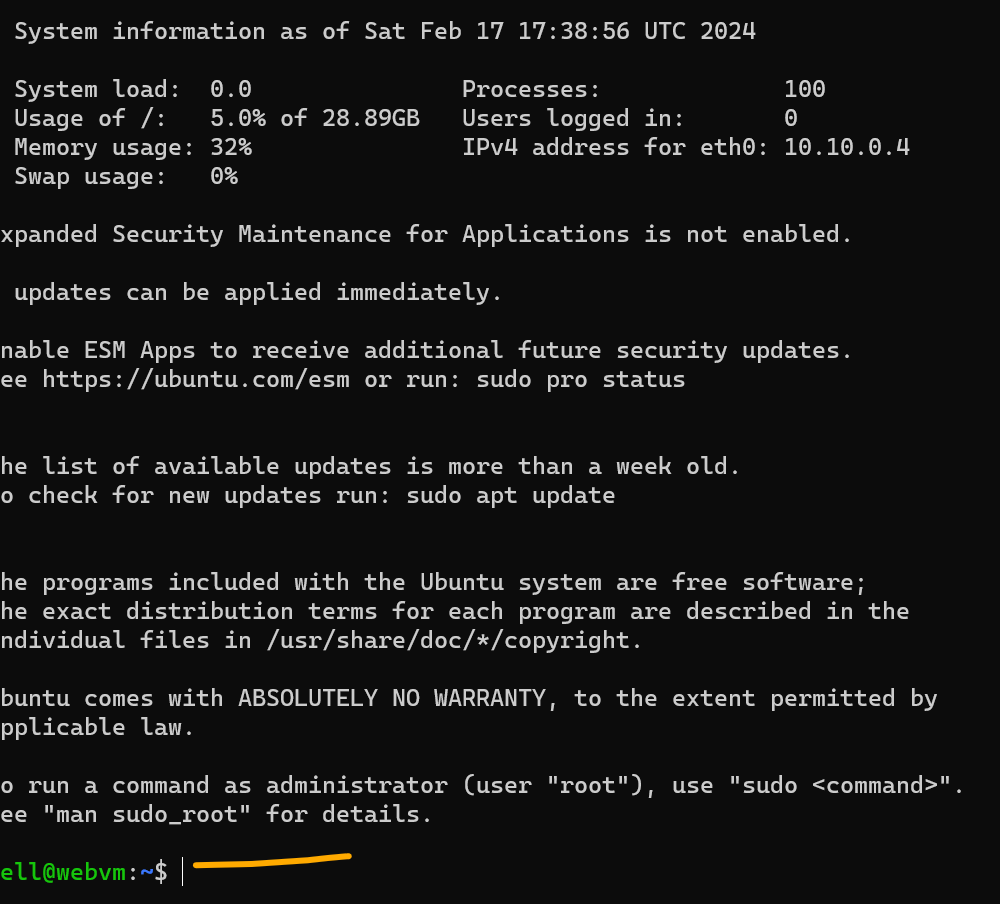 System information as of Sat Feb 17 17:38:56 UTC 2024
System load: 0.0 Processes: 100
Usage of /: 5.0% of 28.89GB Users logged in: 0
Memory usage: 32% IPv4 address for eth0: 10.10.0.4
Swap usage: 0%
xpanded Security Maintenance for Applications is not enabled.
updates can be applied immediately.
nable ESM Apps to receive additional future security updates.
ee https://ubuntu.com/esm or run: sudo pro status
he list of available updates is more than a week old.
o check for new updates run: sudo apt update
he programs included with the Ubuntu system are free software;
he exact distribution terms for each program are described in the
ndividual files in /usr/share/doc/*/copyright.
buntu comes with ABSOLUTELY NO WARRANTY, to the extent permitted by
pplicable law.
o run a command as administrator (user "root"), use "sudo <command>".
ee "man sudo_root" for details.
ell@webvm:~$